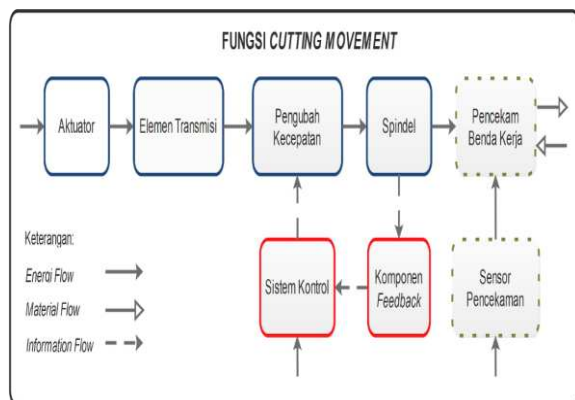 FUNGSI CUTTING MOVEMENT
Aktuator
Elemen Transmisi
Pengubah
Kecepatan
Spindel
Pencekam
Benda Kerja
Keterangan:
Energi Flow
Material Flow
Information Flow
Sistem Kontrol
Komponen
Feedback
Sensor
Pencekaman